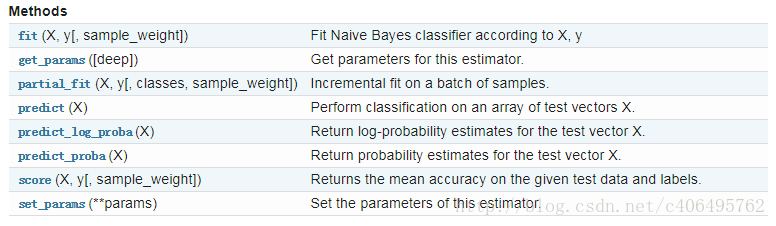 Methods
fit (X, y[, sample_weight]) Fit Naive Bayes classifier according to X, y
get_params ([deep]) Get parameters for this estimator.
partial_fit (X, y[, classes, sample_weight]) Incremental fit on a batch of samples.
predict (X) Perform classification on an array of test vectors X.
predict_log_proba (X) Return log-probability estimates for the test vector X.
predict_proba (X) Return probability estimates for the test vector X.
score (X, y[, sample_weight]) Returns the mean accuracy on the given test data and labels.
set_params (**params) Set the parameters of this estimator.
http://blog.csdn.net/c406495762